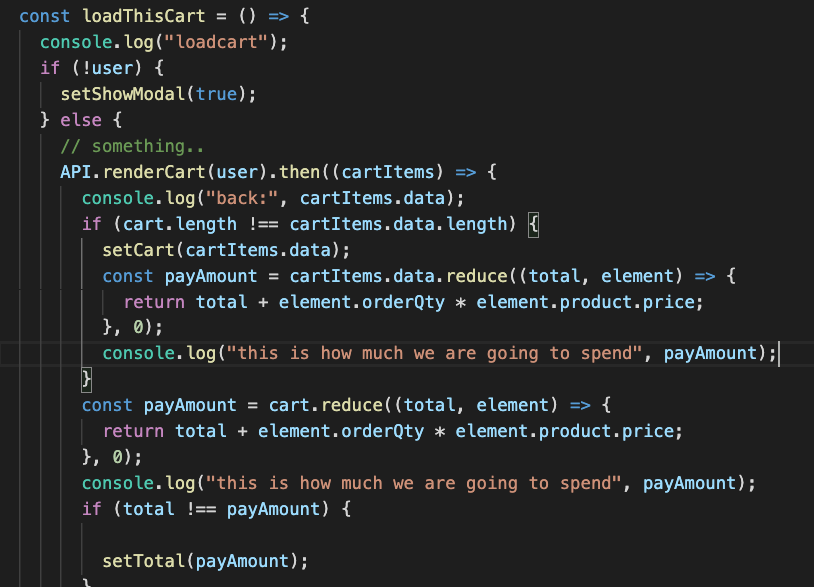 const loadThisCart = () => {
console.log("loadcart");
if (!user) {
setShowModal(true);
} else {
// something..
API.renderCart(user).then((cartItems) => {
console.log("back:", cartItems.data);
if (cart.length !== cartItems.data.length) {
setCart(cartItems.data);
const payAmount = cartItems.data.reduce((total, element) => {
return total + element.orderQty * element.product.price;
}, 0);
console.log("this is how much we are going to spend", payAmount);
}
const payAmount = cart.reduce((total, element) => {
return total + element.orderQty * element.product.price;
}, 0);
console.log("this is how much we are going to spend", payAmount);
if (total !== payAmount) {
setTotal(payAmount);
}